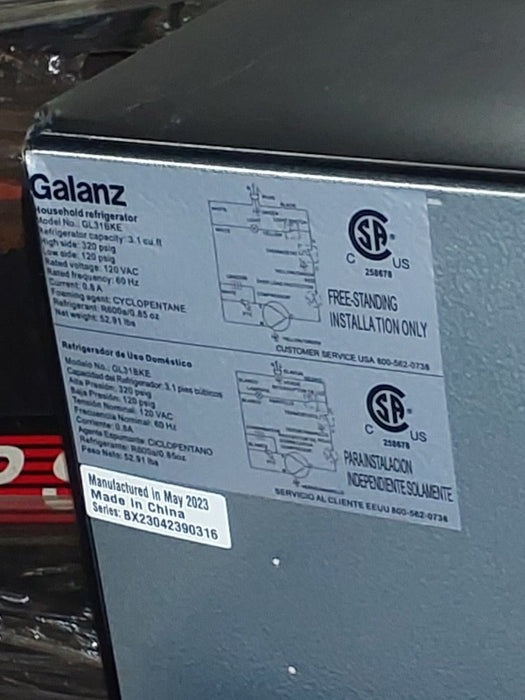 Galanz
Household refrigerator
Model No.: GL31BKE
Refrigerator capacity: 3.1 cu.ft
High side: 320 psig
Low side: 120 psig
Rated voltage: 120 VAC
Rated frequency: 60 Hz
Current: 0.8 A
Foaming agent: CYCLOPENTANE
Refrigerant: R600a/0.85 oz
Net weight: 52.91 lbs
SA
C US
258678
FREE-STANDING
INSTALLATION ONLY
CUSTOMER SERVICE USA 800-562-0738
Refrigerador de Uso Doméstico
Modelo No.: GL31BKE
Capacidad del Refrigerador: 3.1 pies cúbicos
Alta Presión: 320 psig
Baja Presión: 120 psig
Tensión Nominal: 120 VAC
Frecuencia Nominal: 60 Hz
Corriente: 0.8A
Agente Espumante: CICLOPENTANO
Refrigerante: R600a/0.85oz
Peso Neto: 52.91 lbs
SA
C US
258678
PARA INSTALACION
INDEPENDIENTE SOLAMENTE
SERVICIO AL CLIENTE EEUU 800-562-0738
Manufactured in May 2023
Made in China
Series: BX23042390316